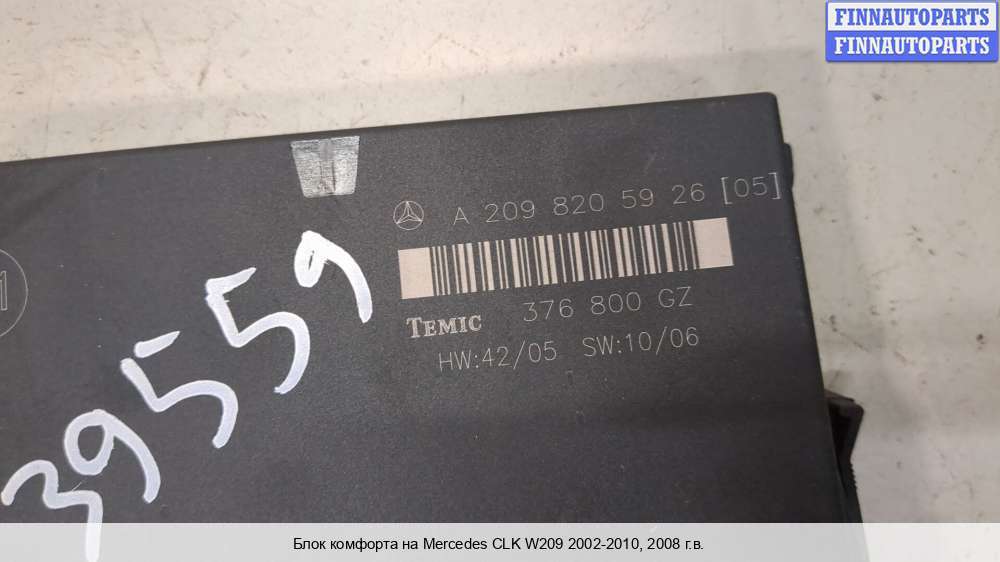 FINNAUTOPARTS
FINNAUTOPARTS
A 209 820 59 26 [05]
TEMIC 376 800 GZ
HW:42/05 SW:10/06
39559
Блок комфорта на Mercedes CLK W209 2002-2010, 2008 г.в.